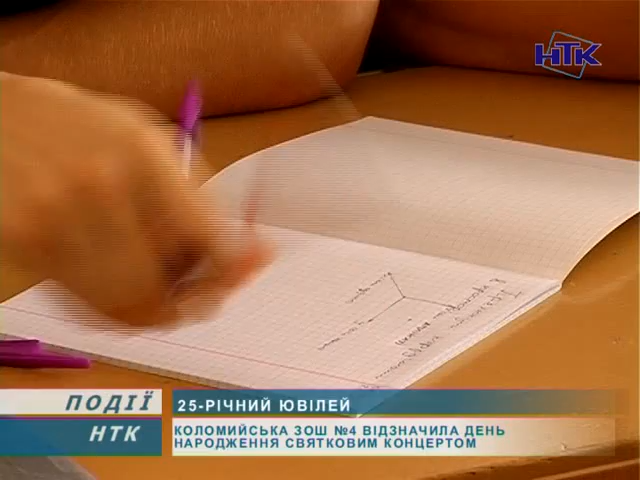 НТК
ПОДІЇ
НТК
25-РІЧНИЙ ЮВІЛЕЙ
КОЛОМИЙСЬКА ЗОШ №4 ВІДЗНАЧИЛА ДЕНЬ
НАРОДЖЕННЯ СВЯТКОВИМ КОНЦЕРТОМ